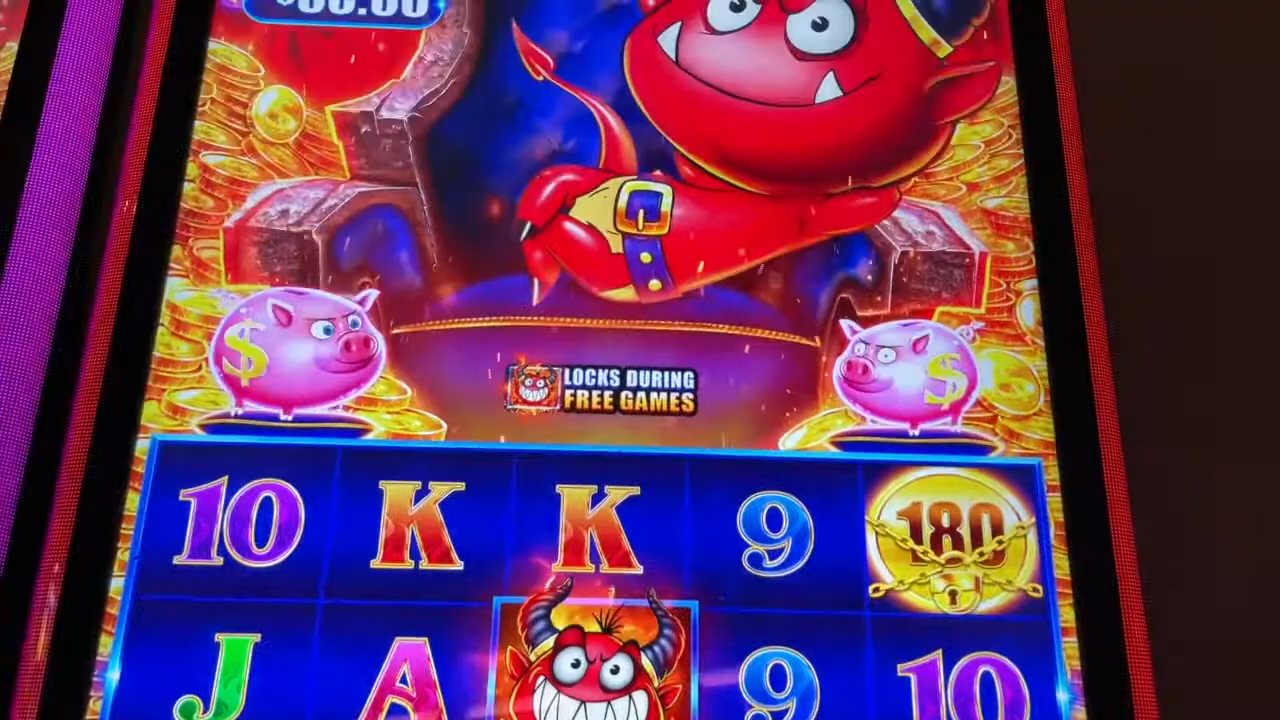 $
$
LOCKS DURING
FREE GAMES
10 K K 9 180
J A 9 10